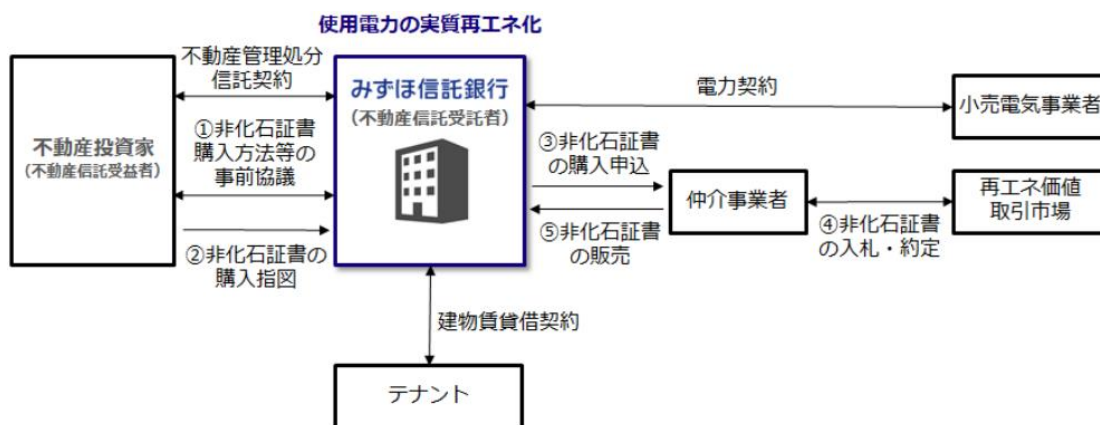 使用電力の実質再エネ化
不動産管理処分
信託契約
みずほ信託銀行
(不動産信託受託者)
電力契約
小売電気事業者
不動産投資家
(不動産信託受益者)
①非化石証書
購入方法等の
事前協議
③非化石証書
の購入申込
仲介事業者
再エネ価値
取引市場
②非化石証書の
購入指図
⑤非化石証書
の販売
④非化石証書
の入札・約定
建物賃貸借契約
テナント